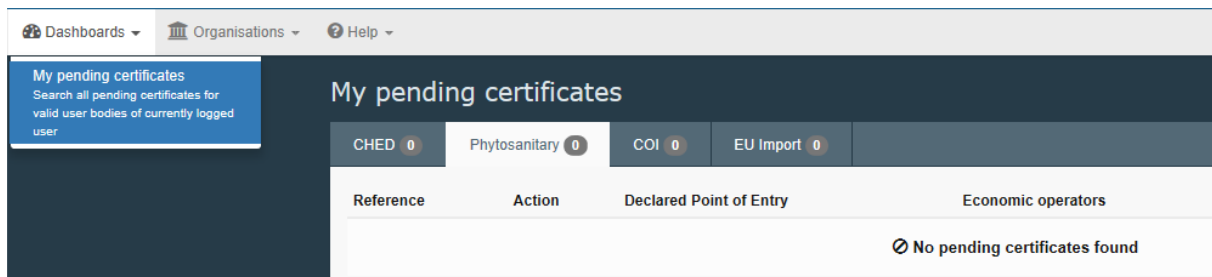 Dashboards Organisations Help
My pending certificates
Search all pending certificates for
valid user bodies of currently logged
user
My pending certificates
CHED 0 Phytosanitary 0 COI 0 EU Import 0
Reference Action Declared Point of Entry Economic operators
No pending certificates found